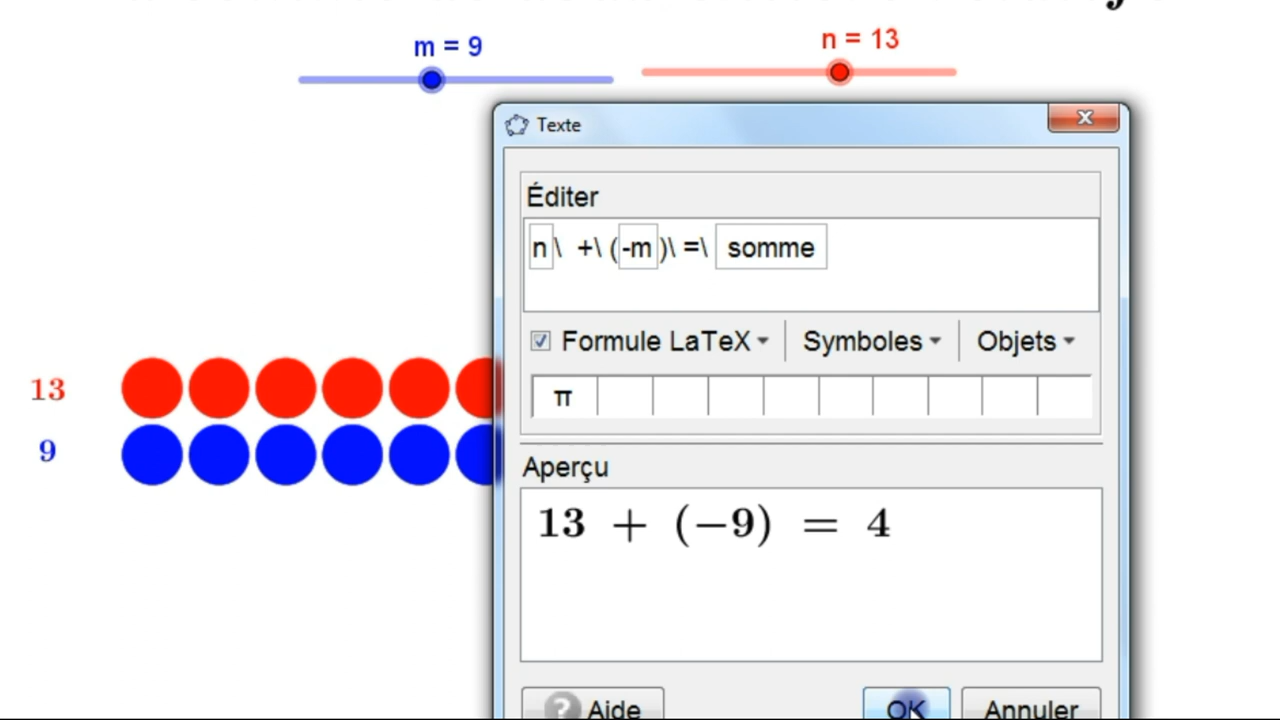 m = 9
n = 13
Texte
Éditer
n\ +\ (-m)\ =\ somme
Formule LaTeX
Symboles
Objets
π
13
9
Aperçu
13 + (−9) = 4
Aide
OK
Annuler